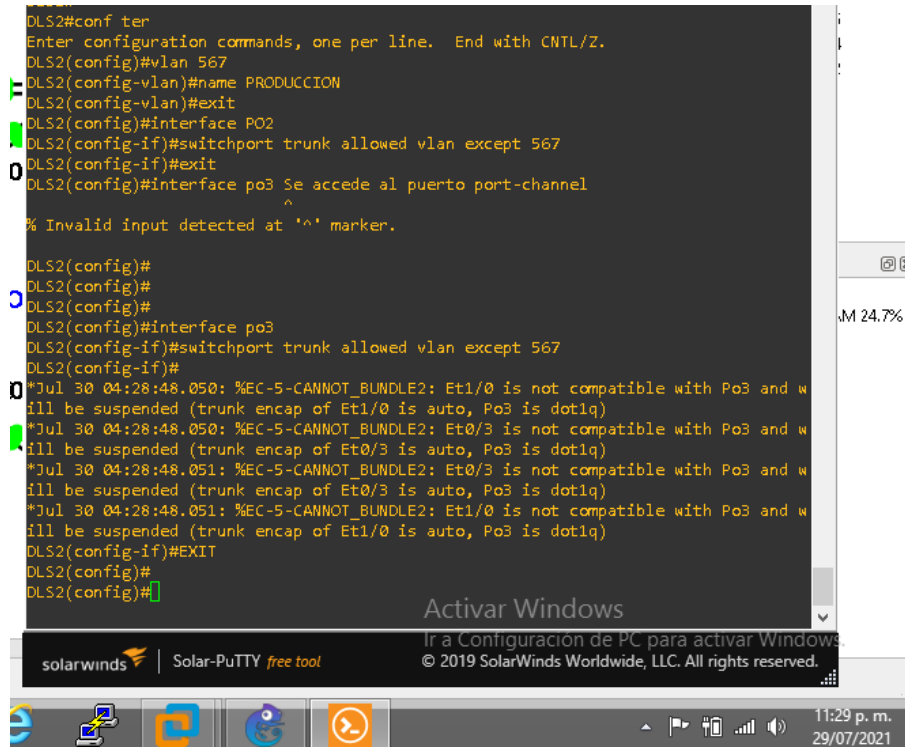 DLS2#conf ter
Enter configuration commands, one per line.  End with CNTL/Z.
DLS2(config)#vlan 567
DLS2(config-vlan)#name PRODUCCION
DLS2(config-vlan)#exit
DLS2(config)#interface PO2
DLS2(config-if)#switchport trunk allowed vlan except 567
DLS2(config-if)#exit
DLS2(config)#interface po3 Se accede al puerto port-channel
^
% Invalid input detected at '^' marker.
DLS2(config)#
DLS2(config)#
DLS2(config)#
DLS2(config)#interface po3
DLS2(config-if)#switchport trunk allowed vlan except 567
DLS2(config-if)#
*Jul 30 04:28:48.050: %EC-5-CANNOT_BUNDLE2: Et1/0 is not compatible with Po3 and w
ill be suspended (trunk encap of Et1/0 is auto, Po3 is dot1q)
*Jul 30 04:28:48.050: %EC-5-CANNOT_BUNDLE2: Et0/3 is not compatible with Po3 and w
ill be suspended (trunk encap of Et0/3 is auto, Po3 is dot1q)
*Jul 30 04:28:48.051: %EC-5-CANNOT_BUNDLE2: Et0/3 is not compatible with Po3 and w
ill be suspended (trunk encap of Et0/3 is auto, Po3 is dot1q)
*Jul 30 04:28:48.051: %EC-5-CANNOT_BUNDLE2: Et1/0 is not compatible with Po3 and w
ill be suspended (trunk encap of Et1/0 is auto, Po3 is dot1q)
DLS2(config-if)#EXIT
DLS2(config)#
DLS2(config)#
AM 24.7%
Activar Windows
Ir a Configuración de PC para activar Windows.
solarwinds | Solar-PuTTY free tool
© 2019 SolarWinds Worldwide, LLC. All rights reserved.
11:29 p. m.
29/07/2021